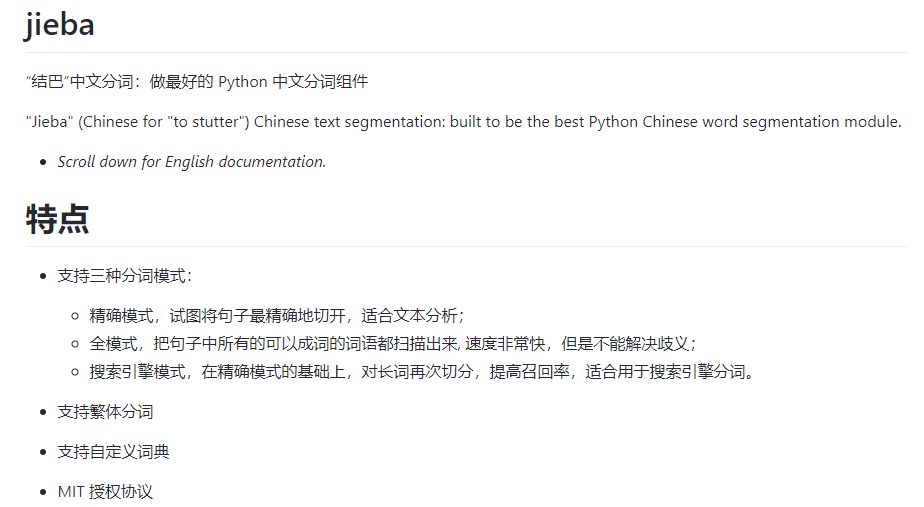 jieba
“结巴”中文分词：做最好的 Python 中文分词组件
"Jieba" (Chinese for "to stutter") Chinese text segmentation: built to be the best Python Chinese word segmentation module.
Scroll down for English documentation.
特点
支持三种分词模式：
精确模式，试图将句子最精确地切开，适合文本分析；
全模式，把句子中所有的可以成词的词语都扫描出来, 速度非常快，但是不能解决歧义；
搜索引擎模式，在精确模式的基础上，对长词再次切分，提高召回率，适合用于搜索引擎分词。
支持繁体分词
支持自定义词典
MIT 授权协议